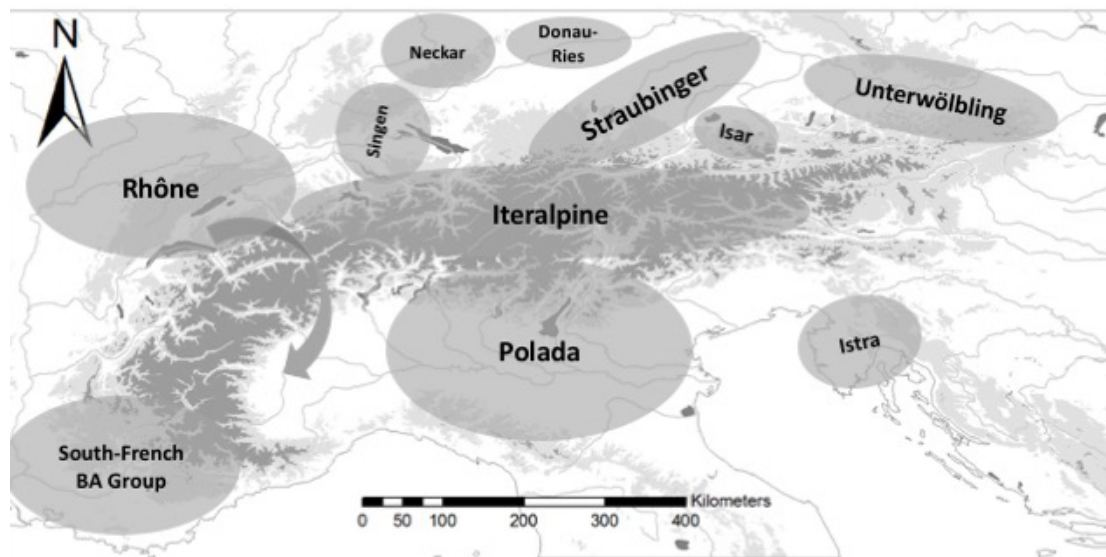 N
Neckar
Donau-
Ries
Straubinger
Unterwölbling
Singen
Isar
Rhône
Iteralpine
Polada
Istra
South-French
BA Group
Kilometers
0 50 100 200 300 400